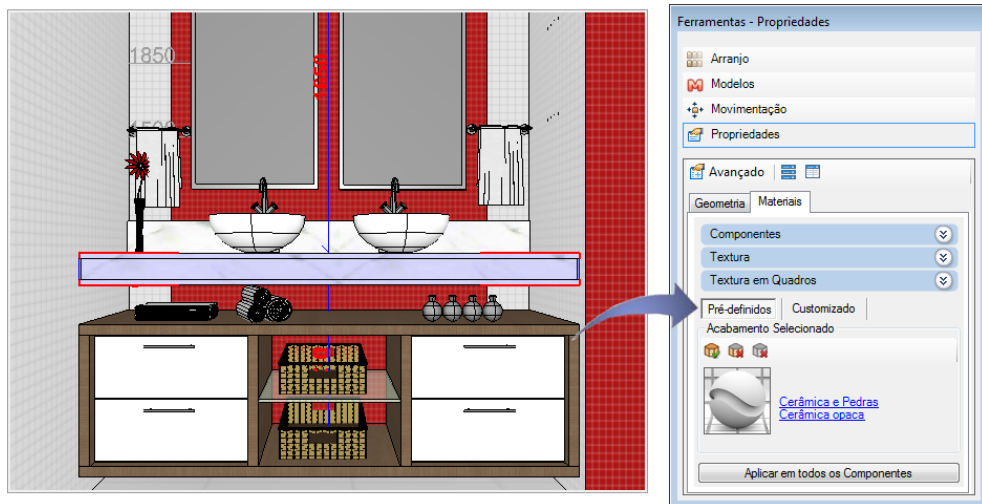 1850
Ferramentas - Propriedades
Arranjo
Modelos
Movimentação
Propriedades
Avançado
Geometria Materiais
Componentes
Textura
Textura em Quadros
Pré-definidos Customizado
Acabamento Selecionado
Cerâmica e Pedras
Cerâmica opaca
Aplicar em todos os Componentes